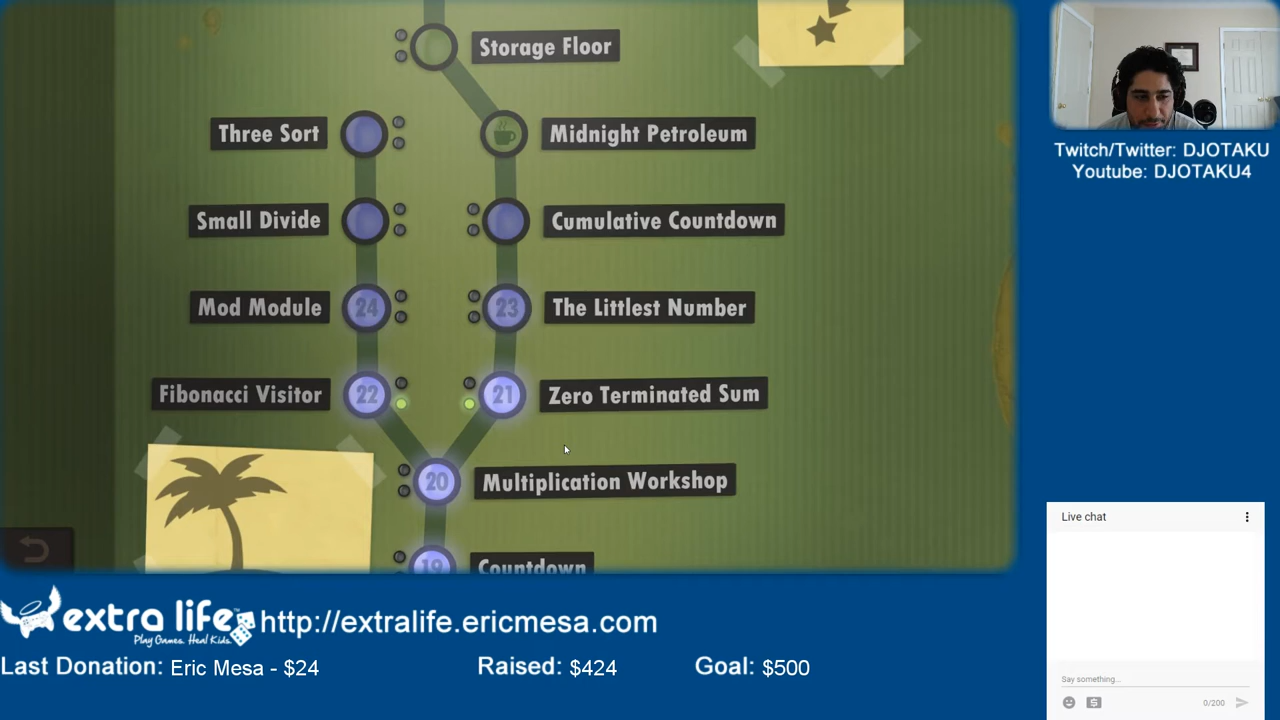 Storage Floor
Three Sort
Midnight Petroleum
Small Divide
Cumulative Countdown
Mod Module
24
23
The Littlest Number
Fibonacci Visitor
22
21
Zero Terminated Sum
20
Multiplication Workshop
19
Countdown
Twitch/Twitter: DJOTAKU
Youtube: DJOTAKU4
Live chat
Say something...
0/200
extra life
Play Games. Heal Kids.
http://extralife.ericmesa.com
Last Donation: Eric Mesa - $24
Raised: $424
Goal: $500